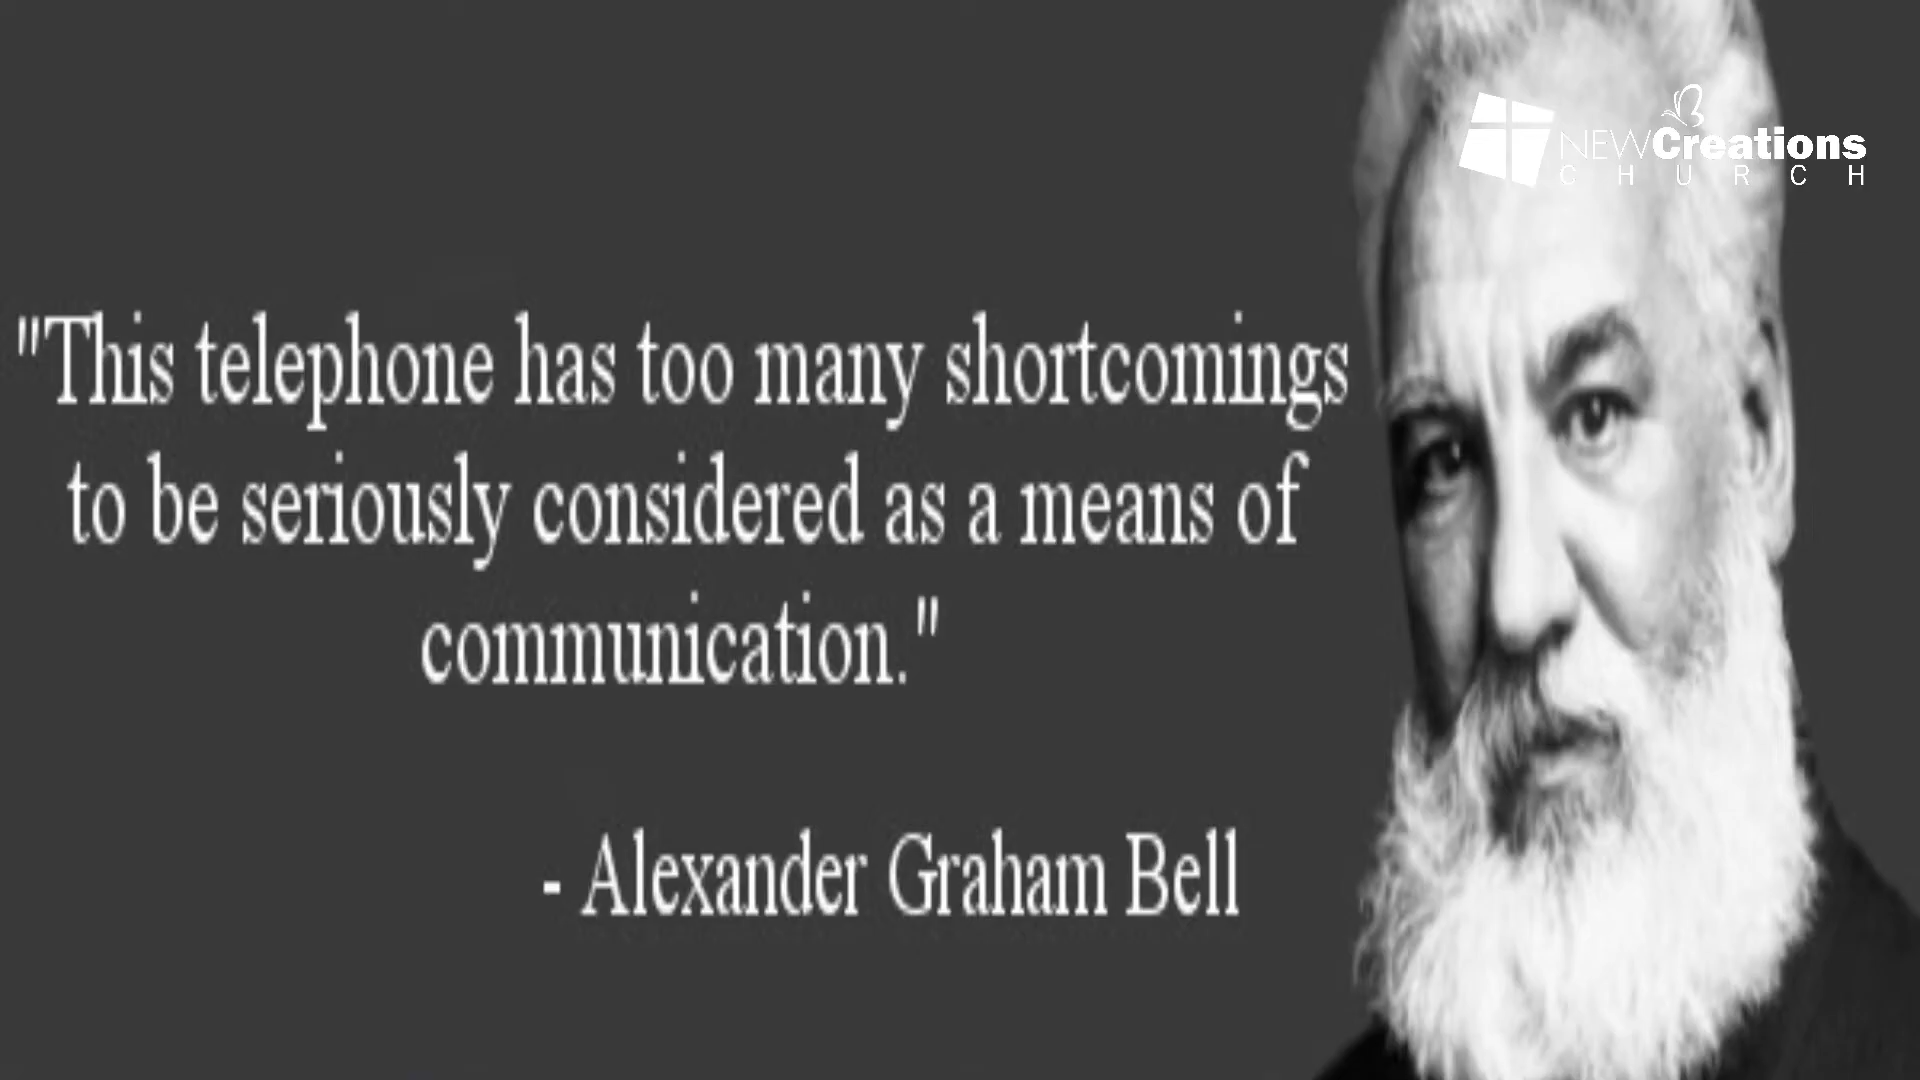 NEWCreations
CHURCH
"This telephone has too many shortcomings
to be seriously considered as a means of
communication."
- Alexander Graham Bell